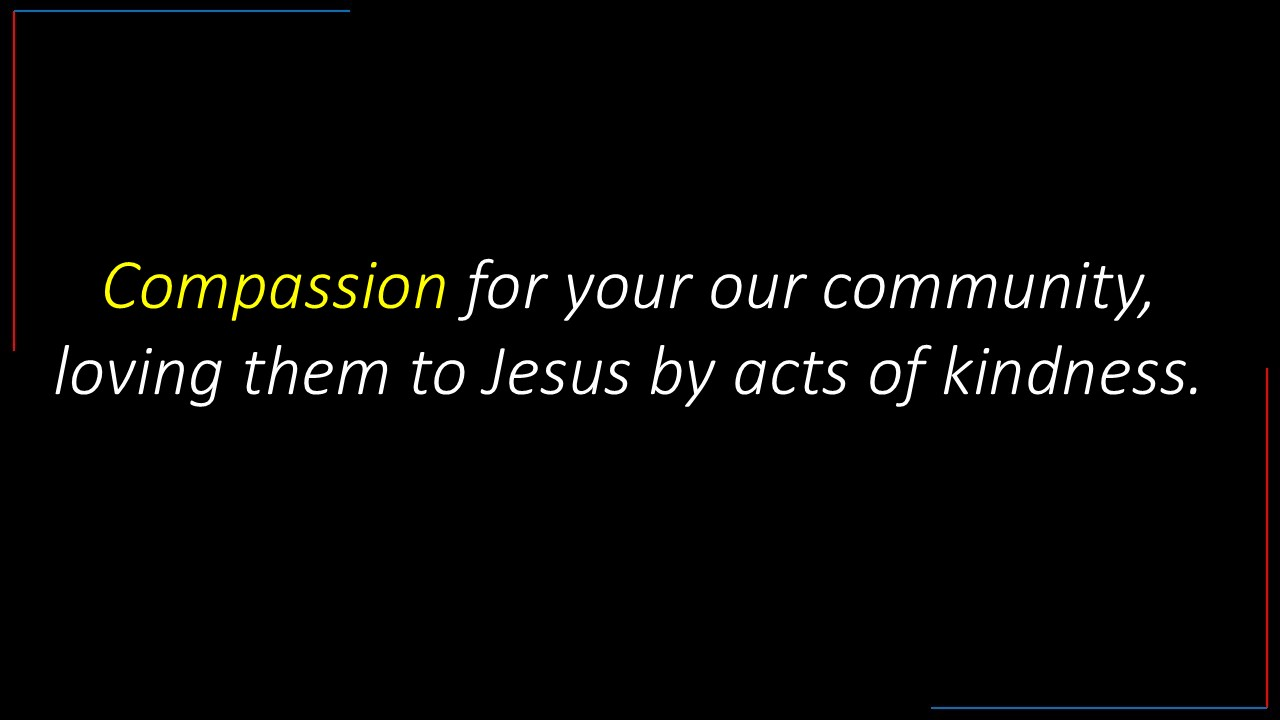 Compassion for your our community,
loving them to Jesus by acts of kindness.